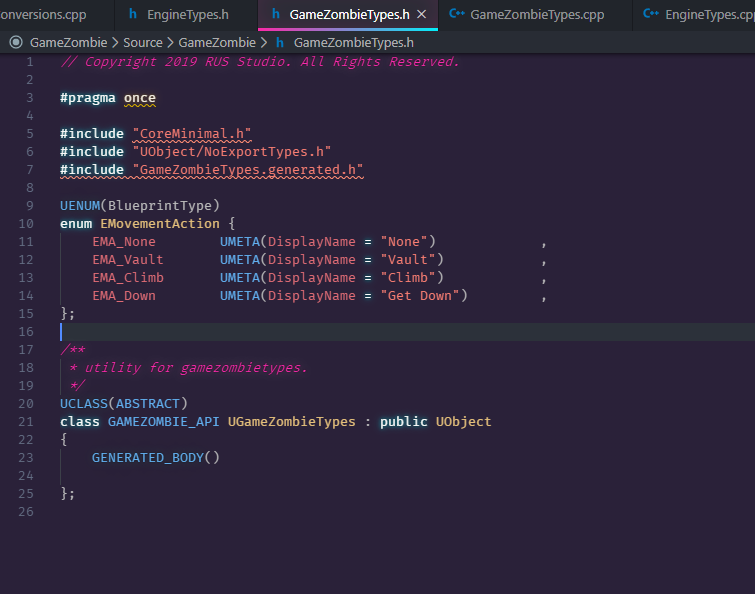 onversions.cpp EngineTypes.h GameZombieTypes.h GameZombieTypes.cpp EngineTypes.cpp
GameZombie > Source > GameZombie > GameZombieTypes.h
1 // Copyright 2019 RUS Studio. All Rights Reserved.
2
3 #pragma once
4
5 #include "CoreMinimal.h"
6 #include "UObject/NoExportTypes.h"
7 #include "GameZombieTypes.generated.h"
8
9 UENUM(BlueprintType)
10 enum EMovementAction {
11 EMA_None UMETA(DisplayName = "None") ,
12 EMA_Vault UMETA(DisplayName = "Vault") ,
13 EMA_Climb UMETA(DisplayName = "Climb") ,
14 EMA_Down UMETA(DisplayName = "Get Down") ,
15 };
16
17 /**
18 * utility for gamezombietypes.
19 */
20 UCLASS(ABSTRACT)
21 class GAMEZOMBIE_API UGameZombieTypes : public UObject
22 {
23 GENERATED_BODY()
24
25 };
26